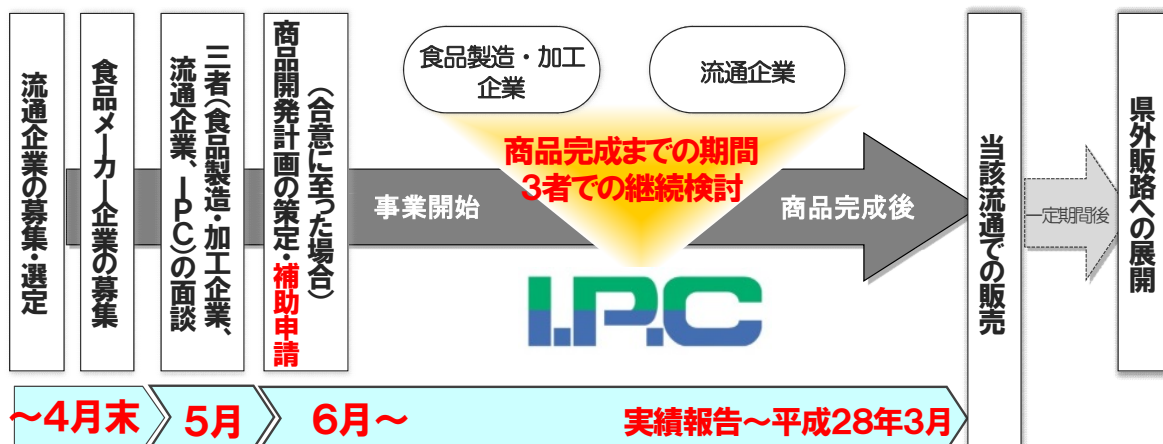 流通企業の募集・選定
食品メーカー企業の募集
三者（食品製造・加工企業、
流通企業、IPC）の面談
（合意に至った場合）
商品開発計画の策定・補助申請
食品製造・加工
企業
流通企業
商品完成までの期間
3者での継続検討
事業開始
商品完成後
I.P.C
当該流通での販売
一定期間後
県外販路への展開
～4月末
5月
6月～
実績報告～平成28年3月